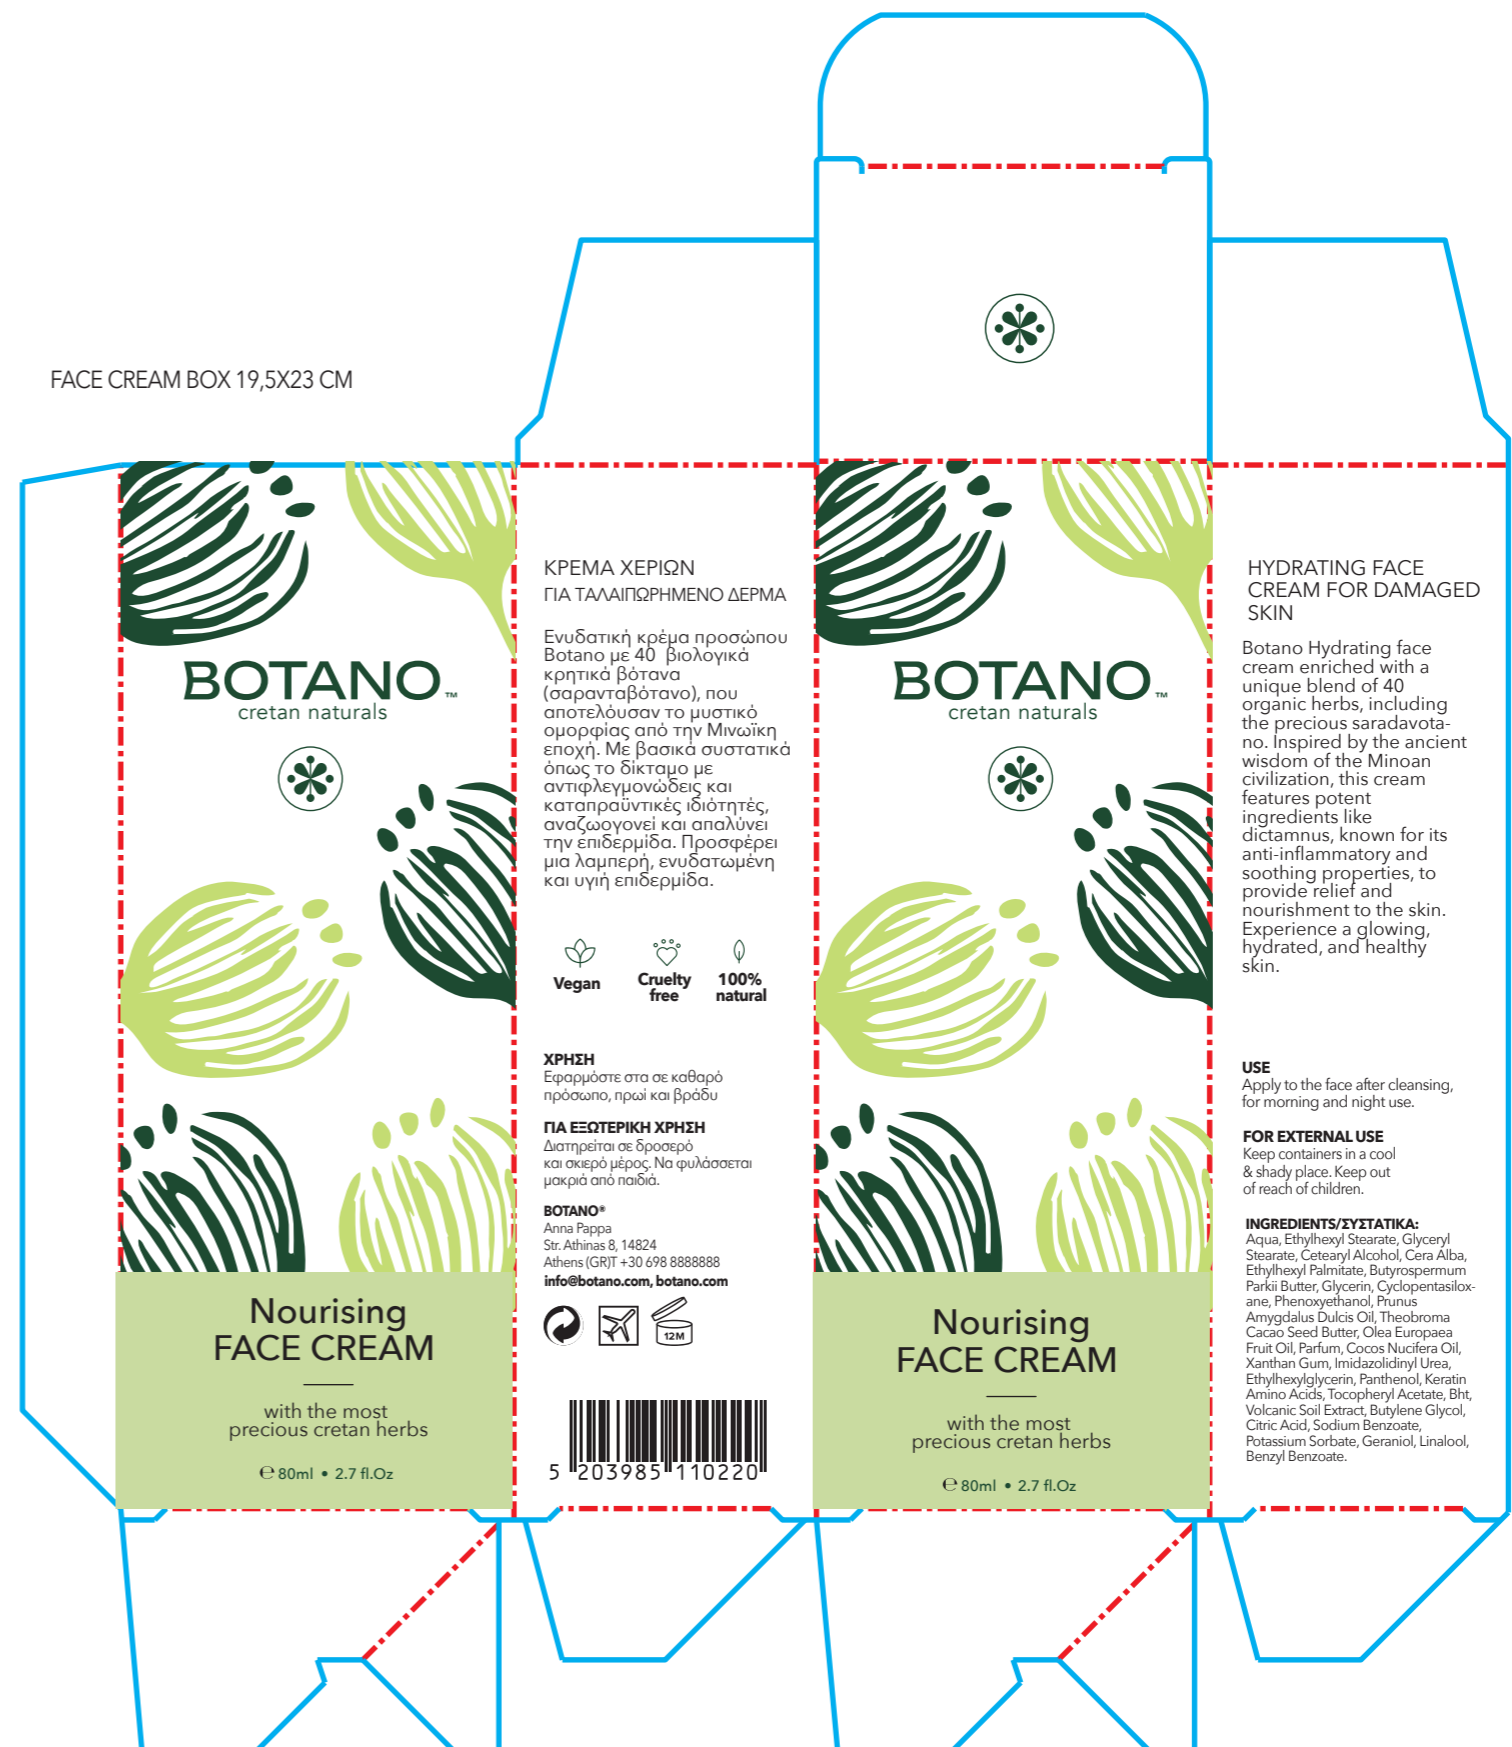 FACE CREAM BOX 19,5X23 CM
BOTANO™
cretan naturals
Nourising
FACE CREAM
with the most
precious cretan herbs
℮ 80ml • 2.7 fl.Oz
ΚΡΕΜΑ ΧΕΡΙΩΝ
ΓΙΑ ΤΑΛΑΙΠΩΡΗΜΕΝΟ ΔΕΡΜΑ
Ενυδατική κρέμα προσώπου
Botano με 40 βιολογικά
κρητικά βότανα
(σαρανταβότανο), που
αποτελόυσαν το μυστικό
ομορφίας από την Μινωϊκη
εποχή. Με βασικά συστατικά
όπως το δίκταμο με
αντιφλεγμονώδεις και
καταπραϋντικές ιδιότητές,
αναζωογονεί και απαλύνει
την επιδερμίδα. Προσφέρει
μια λαμπερή, ενυδατωμένη
και υγιή επιδερμίδα.
Vegan
Cruelty
free
100%
natural
ΧΡΗΣΗ
Εφαρμόστε στα σε καθαρό
πρόσωπο, πρωί και βράδυ
ΓΙΑ ΕΞΩΤΕΡΙΚΗ ΧΡΗΣΗ
Διατηρείται σε δροσερό
και σκιερό μέρος. Να φυλάσσεται
μακριά από παιδιά.
BOTANO®
Anna Pappa
Str. Athinas 8, 14824
Athens (GR)T +30 698 8888888
info@botano.com, botano.com
12M
5 203985 110220
BOTANO™
cretan naturals
Nourising
FACE CREAM
with the most
precious cretan herbs
℮ 80ml • 2.7 fl.Oz
HYDRATING FACE
CREAM FOR DAMAGED
SKIN
Botano Hydrating face
cream enriched with a
unique blend of 40
organic herbs, including
the precious saradavota-
no. Inspired by the ancient
wisdom of the Minoan
civilization, this cream
features potent
ingredients like
dictamnus, known for its
anti-inflammatory and
soothing properties, to
provide relief and
nourishment to the skin.
Experience a glowing,
hydrated, and healthy
skin.
USE
Apply to the face after cleansing,
for morning and night use.
FOR EXTERNAL USE
Keep containers in a cool
& shady place. Keep out
of reach of children.
INGREDIENTS/ΣΥΣΤΑΤΙΚΑ:
Aqua, Ethylhexyl Stearate, Glyceryl
Stearate, Cetearyl Alcohol, Cera Alba,
Ethylhexyl Palmitate, Butyrospermum
Parkii Butter, Glycerin, Cyclopentasilox-
ane, Phenoxyethanol, Prunus
Amygdalus Dulcis Oil, Theobroma
Cacao Seed Butter, Olea Europaea
Fruit Oil, Parfum, Cocos Nucifera Oil,
Xanthan Gum, Imidazolidinyl Urea,
Ethylhexylglycerin, Panthenol, Keratin
Amino Acids, Tocopheryl Acetate, Bht,
Volcanic Soil Extract, Butylene Glycol,
Citric Acid, Sodium Benzoate,
Potassium Sorbate, Geraniol, Linalool,
Benzyl Benzoate.